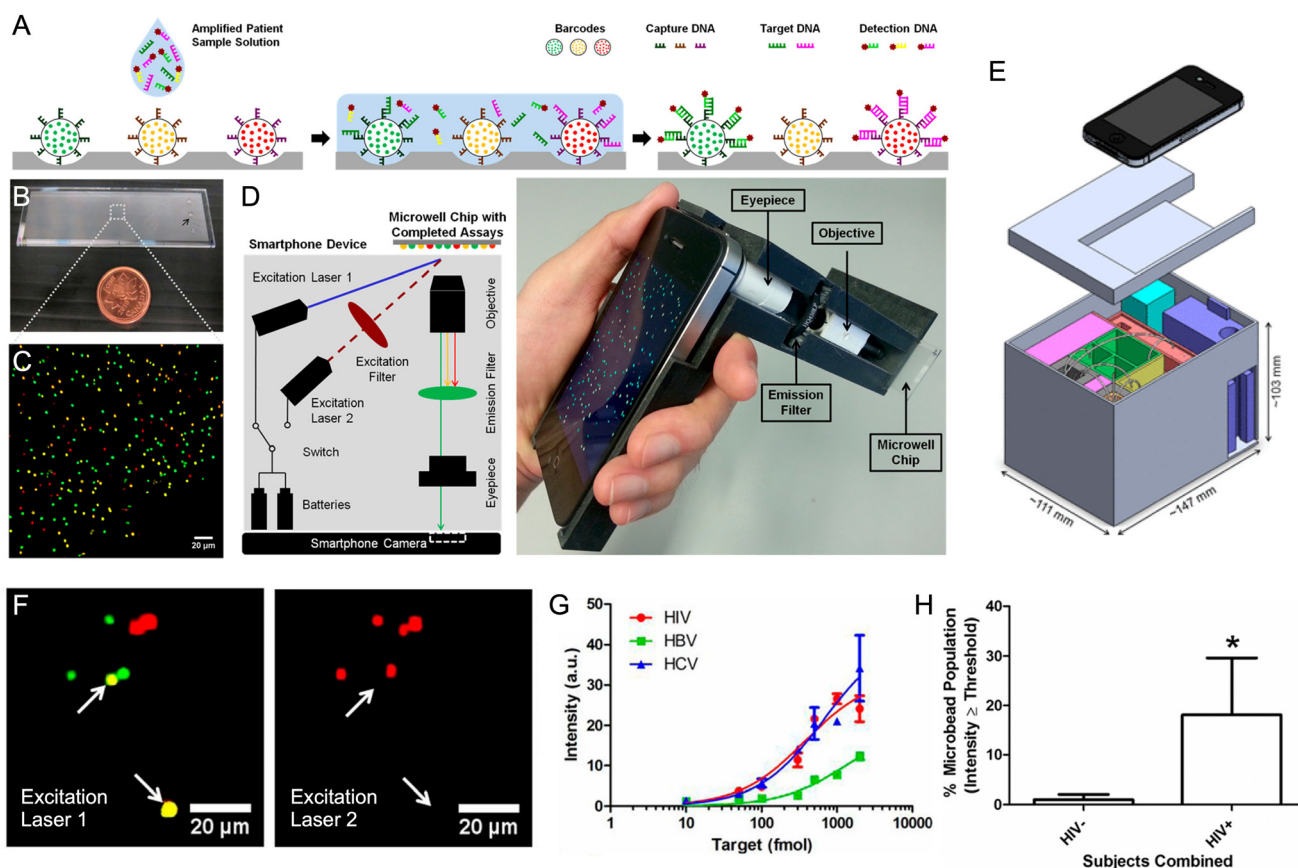 A
Amplified Patient
Sample Solution
Barcodes
Capture DNA
Target DNA
Detection DNA
B
C
20 µm
D
Microwell Chip with
Completed Assays
Smartphone Device
Excitation Laser 1
Excitation
Filter
Excitation
Laser 2
Switch
Batteries
Objective
Emission Filter
Eyepiece
Smartphone Camera
Eyepiece
Objective
Emission
Filter
Microwell
Chip
E
~103 mm
~111 mm
~147 mm
F
Excitation
Laser 1
20 µm
Excitation
Laser 2
20 µm
G
50
40
30
20
10
0
Intensity (a.u.)
HIV
HBV
HCV
1
10
100
1000
10000
Target (fmol)
H
40
30
20
10
0
% Microbead Population
(Intensity ≥ Threshold)
*
HIV-
HIV+
Subjects Combined